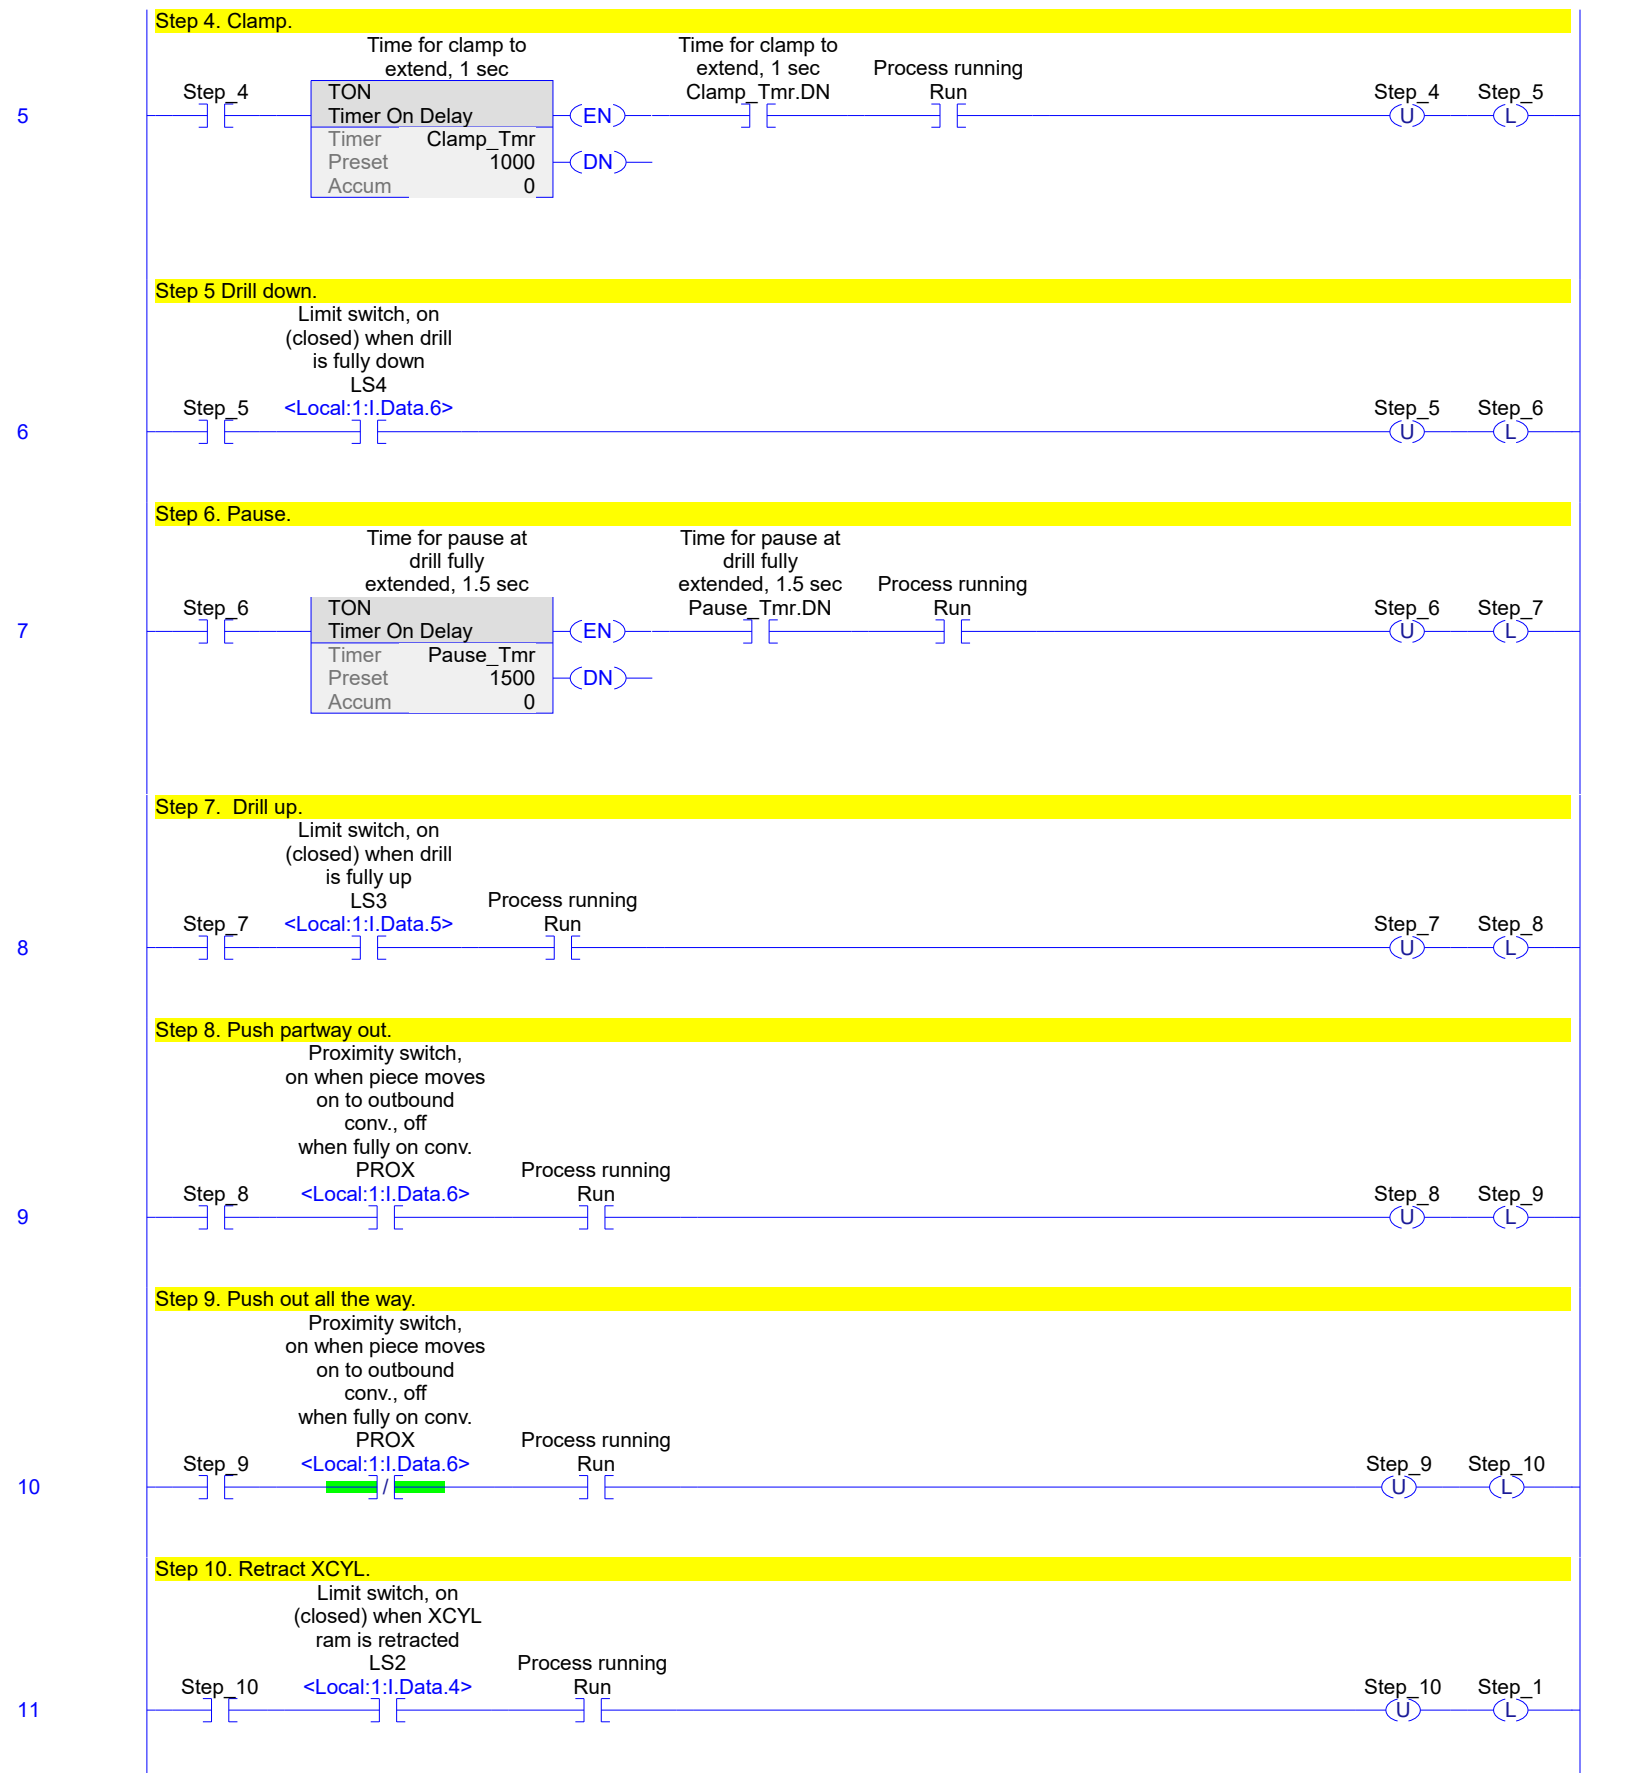 Step 4. Clamp.
Time for clamp to
extend, 1 sec
Time for clamp to
extend, 1 sec
Process running
Step_4
TON
Timer On Delay
Timer Clamp_Tmr
Preset 1000
Accum 0
EN
DN
Clamp_Tmr.DN
Run
Step_4
U
Step_5
L
5
Step 5 Drill down.
Limit switch, on
(closed) when drill
is fully down
LS4
Step_5
<Local:1:I.Data.6>
Step_5
U
Step_6
L
6
Step 6. Pause.
Time for pause at
drill fully
extended, 1.5 sec
Time for pause at
drill fully
extended, 1.5 sec
Process running
Step_6
TON
Timer On Delay
Timer Pause_Tmr
Preset 1500
Accum 0
EN
DN
Pause_Tmr.DN
Run
Step_6
U
Step_7
L
7
Step 7.  Drill up.
Limit switch, on
(closed) when drill
is fully up
LS3
Process running
Step_7
<Local:1:I.Data.5>
Run
Step_7
U
Step_8
L
8
Step 8. Push partway out.
Proximity switch,
on when piece moves
on to outbound
conv., off
when fully on conv.
PROX
Process running
Step_8
<Local:1:I.Data.6>
Run
Step_8
U
Step_9
L
9
Step 9. Push out all the way.
Proximity switch,
on when piece moves
on to outbound
conv., off
when fully on conv.
PROX
Process running
Step_9
<Local:1:I.Data.6>
/
Run
Step_9
U
Step_10
L
10
Step 10. Retract XCYL.
Limit switch, on
(closed) when XCYL
ram is retracted
LS2
Process running
Step_10
<Local:1:I.Data.4>
Run
Step_10
U
Step_1
L
11